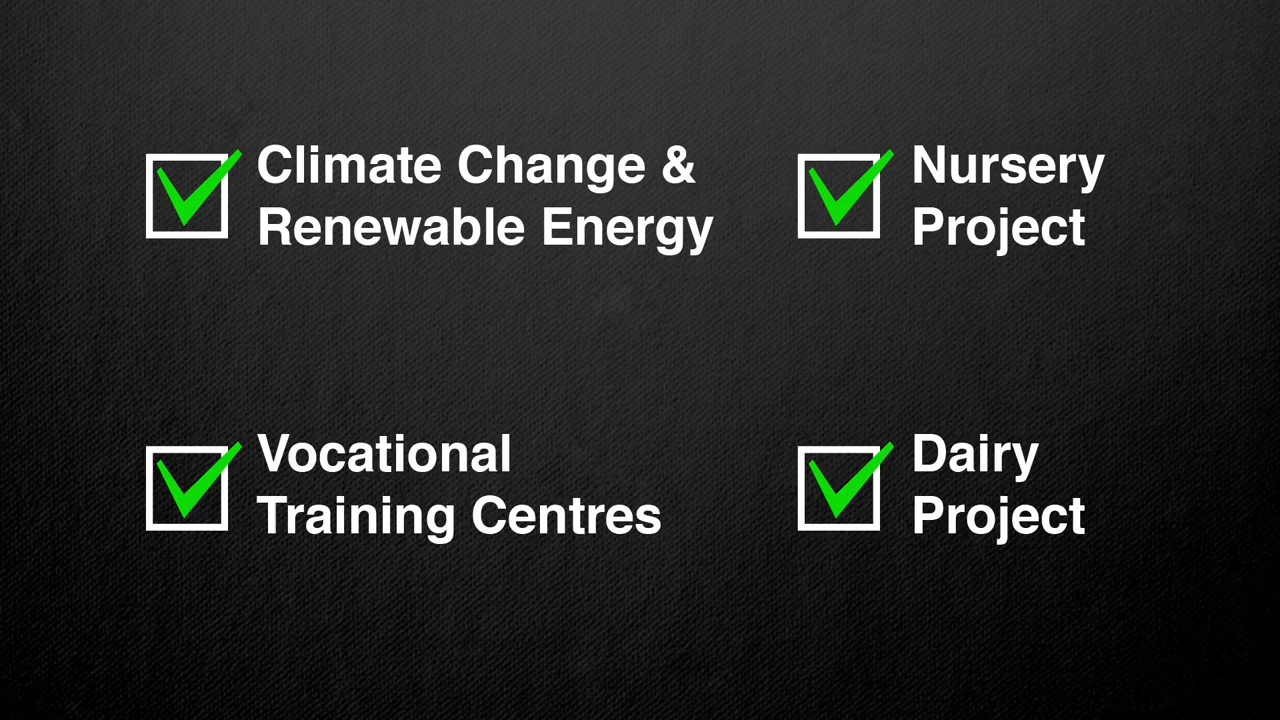 Climate Change &
Renewable Energy
Nursery
Project
Vocational
Training Centres
Dairy
Project